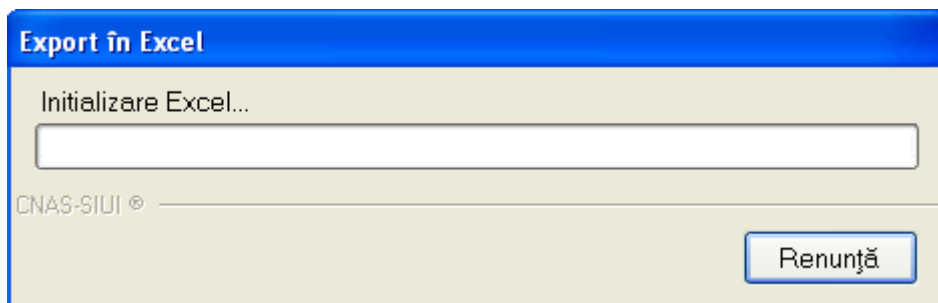 Export în Excel
Initializare Excel...
CNAS-SIUI ®
Renunţă